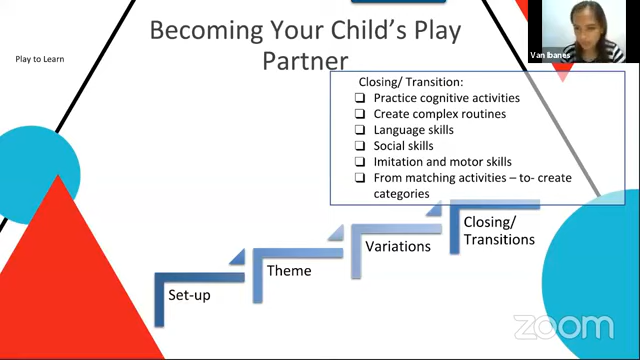 Becoming Your Child's Play
Partner
Play to Learn
Van Ibanes
Closing/ Transition:
❑ Practice cognitive activities
❑ Create complex routines
❑ Language skills
❑ Social skills
❑ Imitation and motor skills
❑ From matching activities – to- create
categories
Set-up
Theme
Variations
Closing/
Transitions
zoom